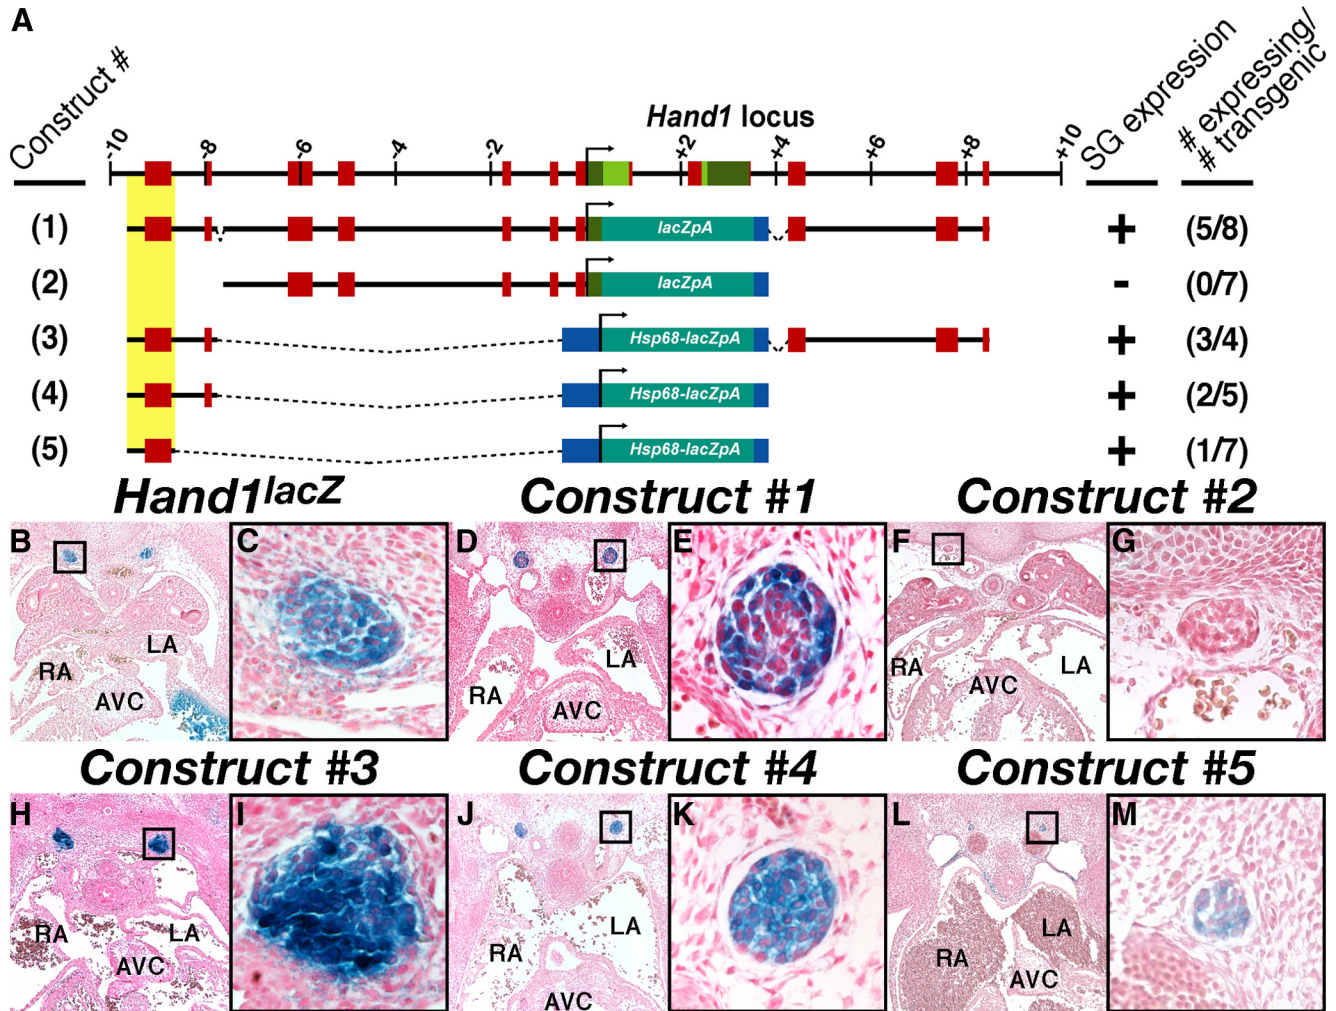 A
Construct #
Hand1 locus
SG expression
# expressing/
# transgenic
-10
-8
-6
-4
-2
+2
+4
+6
+8
+10
(1)
lacZpA
+
(5/8)
(2)
lacZpA
-
(0/7)
(3)
Hsp68-lacZpA
+
(3/4)
(4)
Hsp68-lacZpA
+
(2/5)
(5)
Hsp68-lacZpA
+
(1/7)
Hand1lacZ
Construct #1
Construct #2
B
RA
LA
AVC
C
D
RA
LA
AVC
E
F
RA
LA
AVC
G
Construct #3
Construct #4
Construct #5
H
RA
LA
AVC
I
J
RA
LA
AVC
K
L
RA
LA
AVC
M